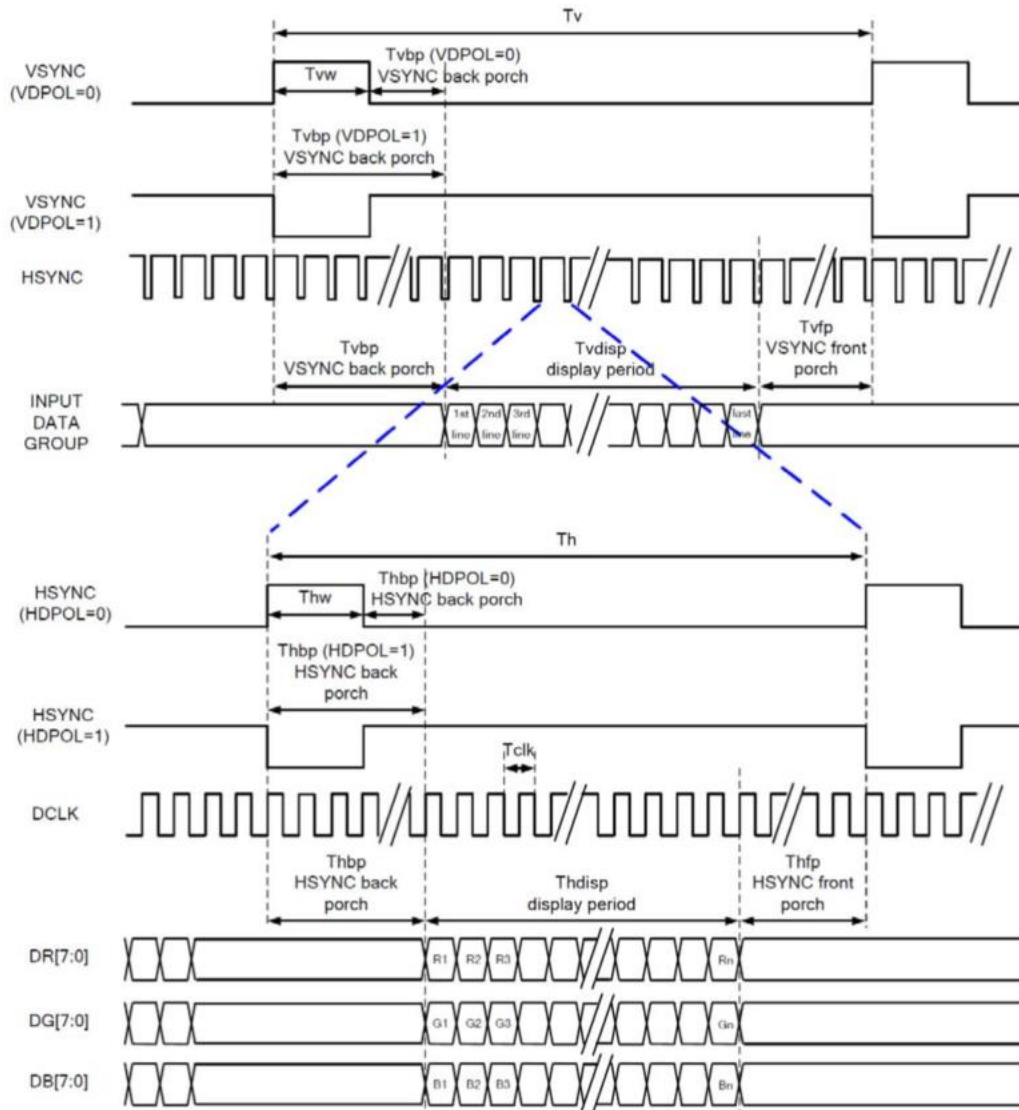 Tv
VSYNC
(VDPOL=0)
Tvw
Tvbp (VDPOL=0)
VSYNC back porch
Tvbp (VDPOL=1)
VSYNC back porch
VSYNC
(VDPOL=1)
HSYNC
Tvbp
VSYNC back porch
Tvdisp
display period
Tvfp
VSYNC front
porch
INPUT
DATA
GROUP
1st
line
2nd
line
3rd
line
last
line
Th
HSYNC
(HDPOL=0)
Thw
Thbp (HDPOL=0)
HSYNC back porch
Thbp (HDPOL=1)
HSYNC back
porch
HSYNC
(HDPOL=1)
Tclk
DCLK
Thbp
HSYNC back
porch
Thdisp
display period
Thfp
HSYNC front
porch
DR[7:0]
R1 R2 R3 Rn
DG[7:0]
G1 G2 G3 Gn
DB[7:0]
B1 B2 B3 Bn